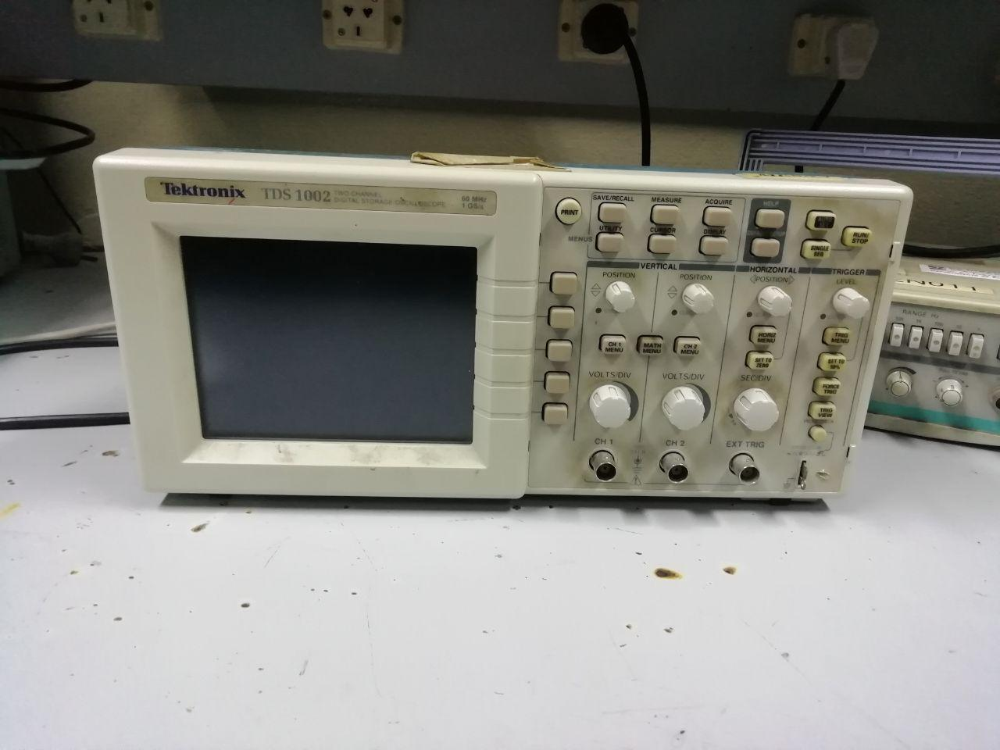 Tektronix TDS 1002 TWO CHANNEL
DIGITAL STORAGE OSCILLOSCOPE
60 MHz
1 GS/s
PRINT
SAVE/RECALL MEASURE ACQUIRE HELP
MENUS UTILITY CURSOR DISPLAY
SINGLE
SEQ
RUN/
STOP
VERTICAL HORIZONTAL TRIGGER
POSITION POSITION POSITION LEVEL
CH 1
MENU
MATH
MENU
CH 2
MENU
HORIZ
MENU
SET TO
ZERO
TRIG
MENU
SET TO
50%
FORCE
TRIG
TRIG
VIEW
VOLTS/DIV VOLTS/DIV SEC/DIV
CH 1 CH 2 EXT TRIG
RANGE Hz